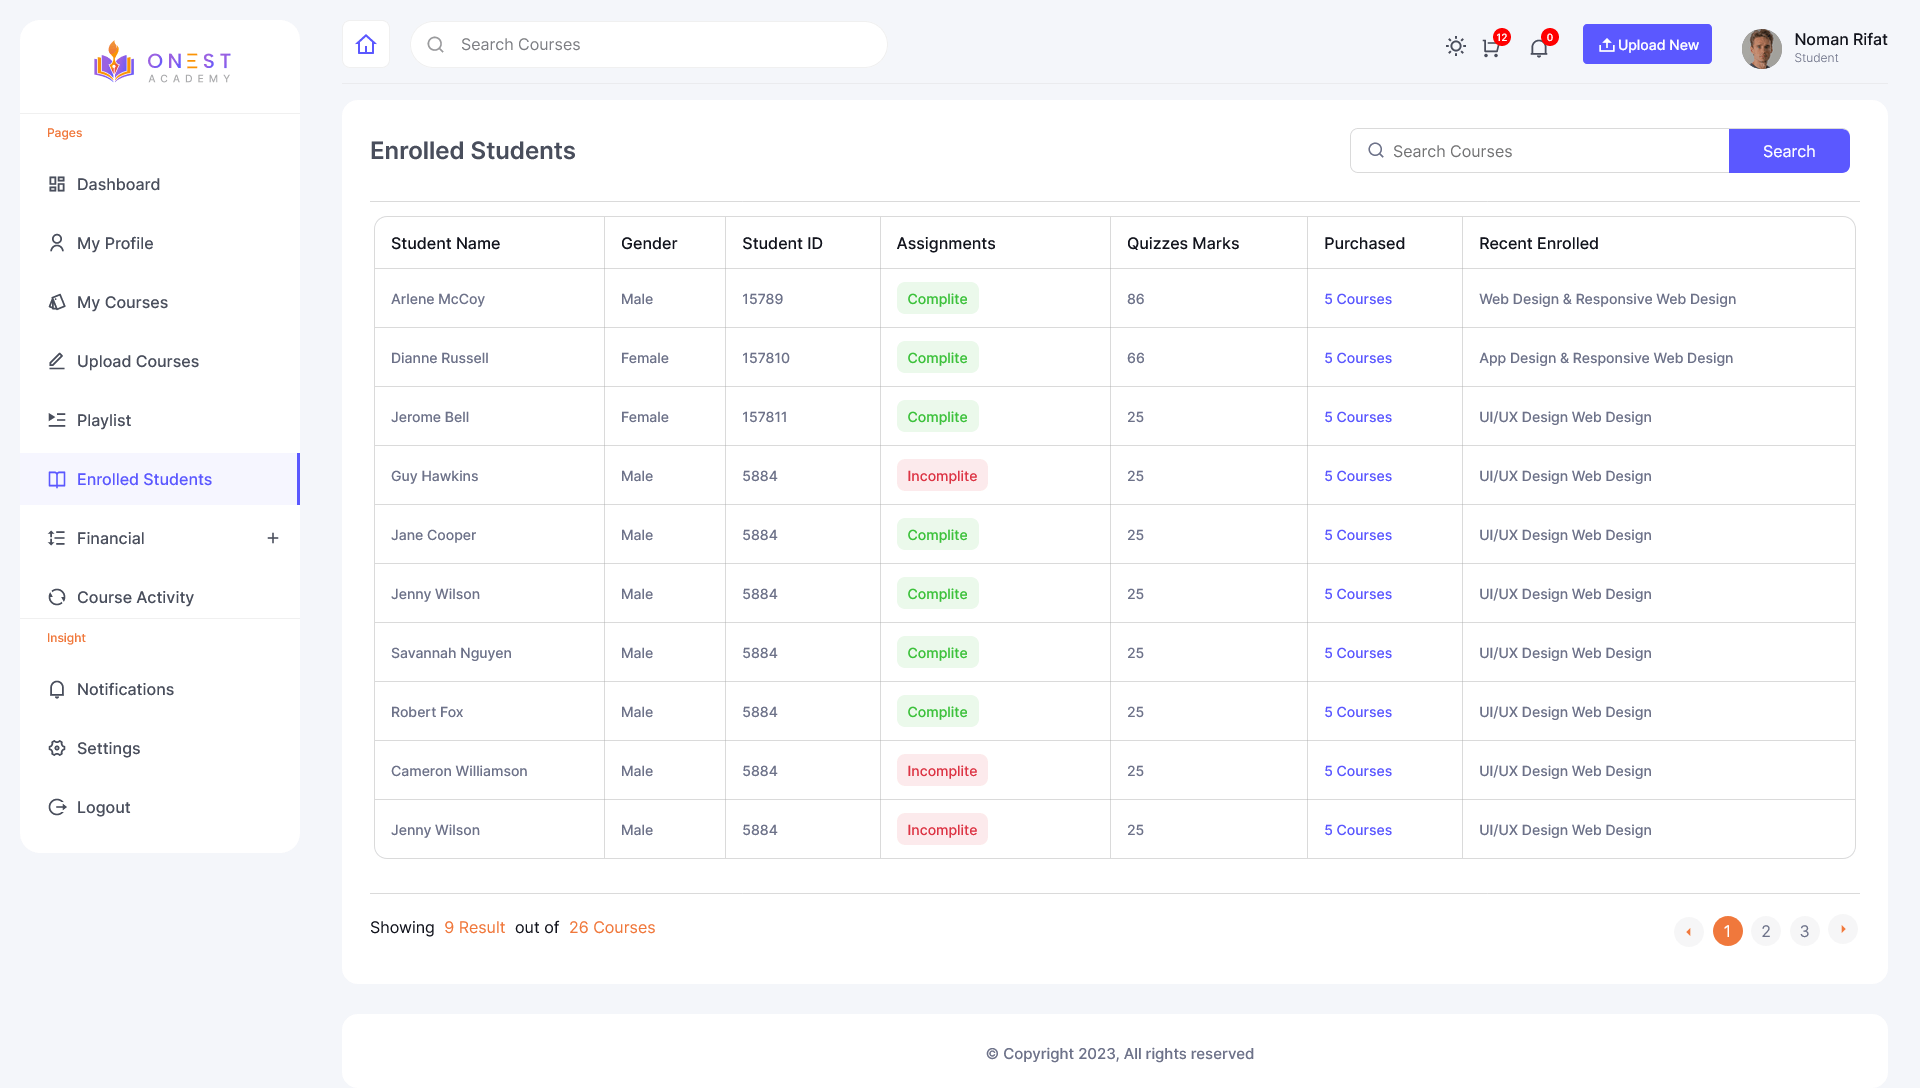 ONEST
ACADEMY
Search Courses
12
0
Upload New
Noman Rifat
Student
Pages
Dashboard
My Profile
My Courses
Upload Courses
Playlist
Enrolled Students
Financial
+
Course Activity
Insight
Notifications
Settings
Logout
Enrolled Students
Search Courses
Search
Student Name Gender Student ID Assignments Quizzes Marks Purchased Recent Enrolled
Arlene McCoy Male 15789 Complite 86 5 Courses Web Design & Responsive Web Design
Dianne Russell Female 157810 Complite 66 5 Courses App Design & Responsive Web Design
Jerome Bell Female 157811 Complite 25 5 Courses UI/UX Design Web Design
Guy Hawkins Male 5884 Incomplite 25 5 Courses UI/UX Design Web Design
Jane Cooper Male 5884 Complite 25 5 Courses UI/UX Design Web Design
Jenny Wilson Male 5884 Complite 25 5 Courses UI/UX Design Web Design
Savannah Nguyen Male 5884 Complite 25 5 Courses UI/UX Design Web Design
Robert Fox Male 5884 Complite 25 5 Courses UI/UX Design Web Design
Cameron Williamson Male 5884 Incomplite 25 5 Courses UI/UX Design Web Design
Jenny Wilson Male 5884 Incomplite 25 5 Courses UI/UX Design Web Design
Showing 9 Result out of 26 Courses
1 2 3
© Copyright 2023, All rights reserved